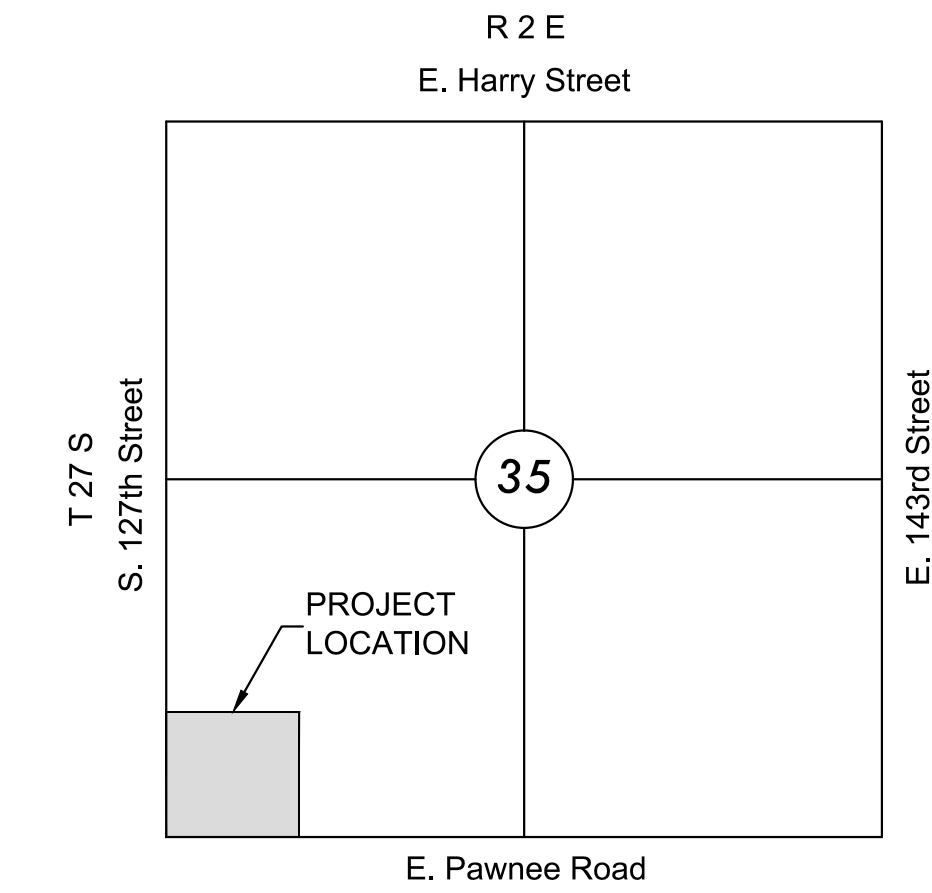 R 2 E
E. Harry Street
T 27 S
S. 127th Street
E. 143rd Street
35
PROJECT
LOCATION
E. Pawnee Road